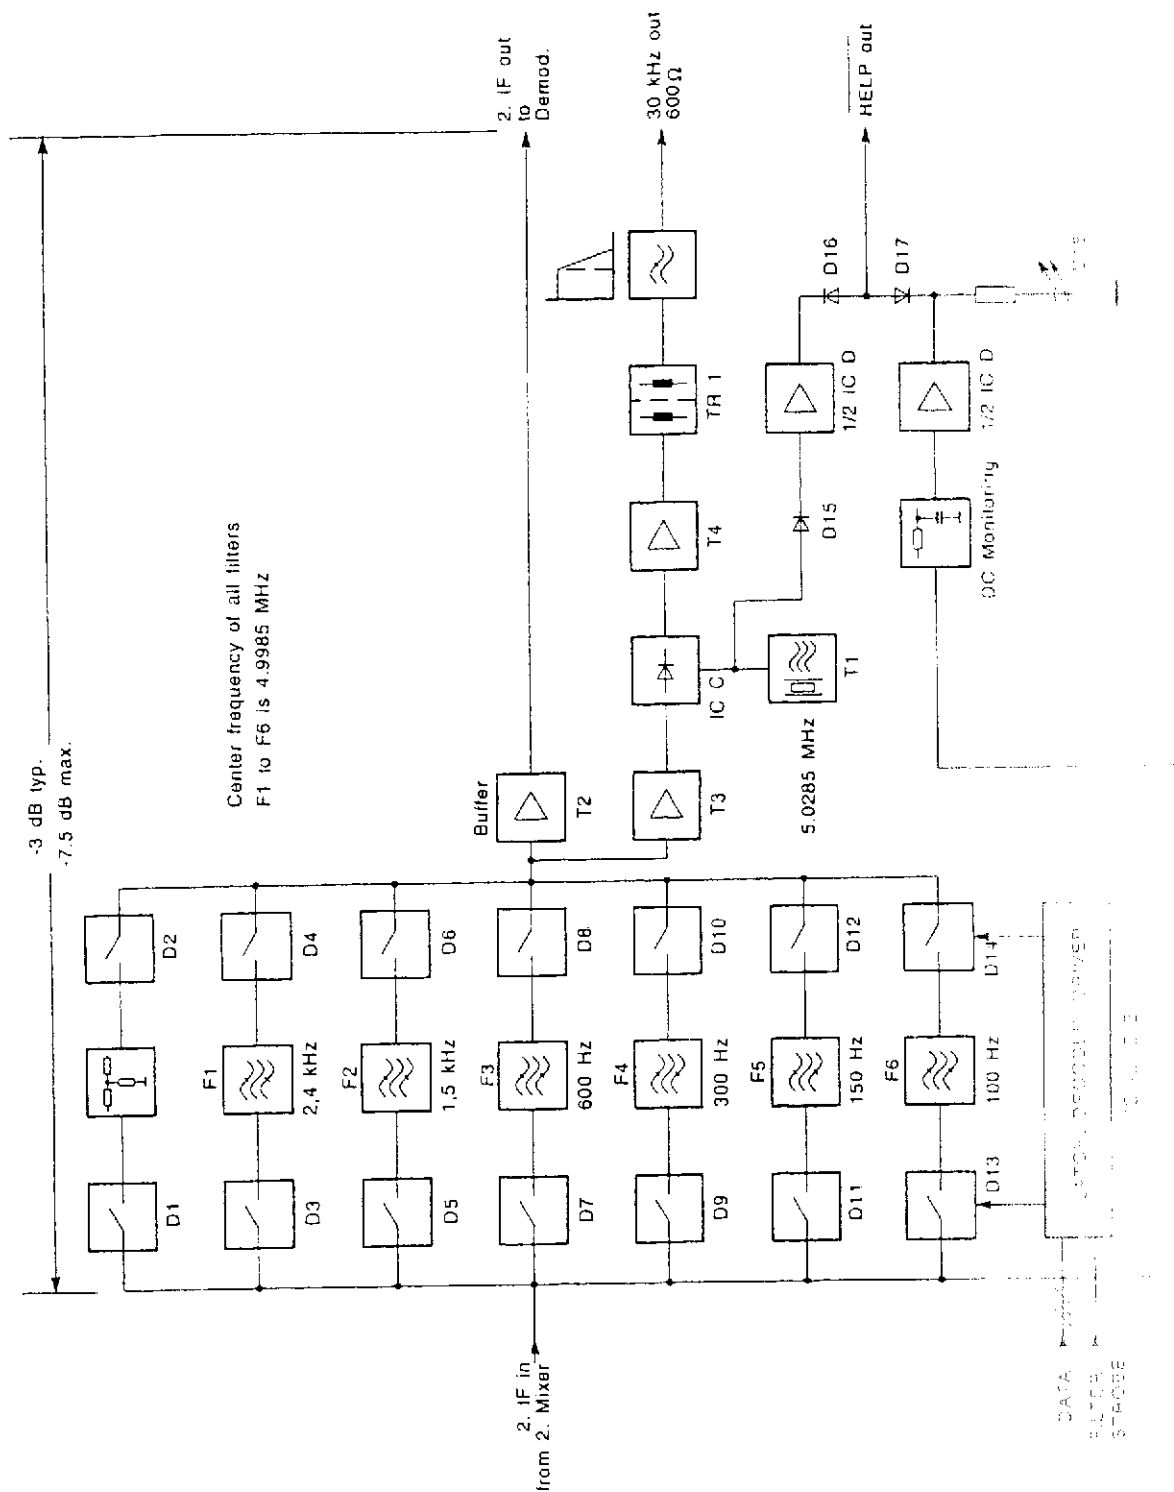 -3 dB typ.
-7.5 dB max.
Center frequency of all filters
F1 to F6 is 4.9985 MHz
2. IF in
from 2. Mixer
D1
D2
D3
F1
2,4 kHz
D4
D5
F2
1,5 kHz
D6
D7
F3
600 Hz
D8
D9
F4
300 Hz
D10
D11
F5
150 Hz
D12
D13
F6
100 Hz
D14
Buffer
T2
2. IF out
to
Demod.
T3
IC C
T4
TR 1
30 kHz out
600Ω
5.0285 MHz
T1
D15
1/2 IC D
D16
D17
HELP out
DC Monitoring
1/2 IC D
DATA
FILTER
STROBE